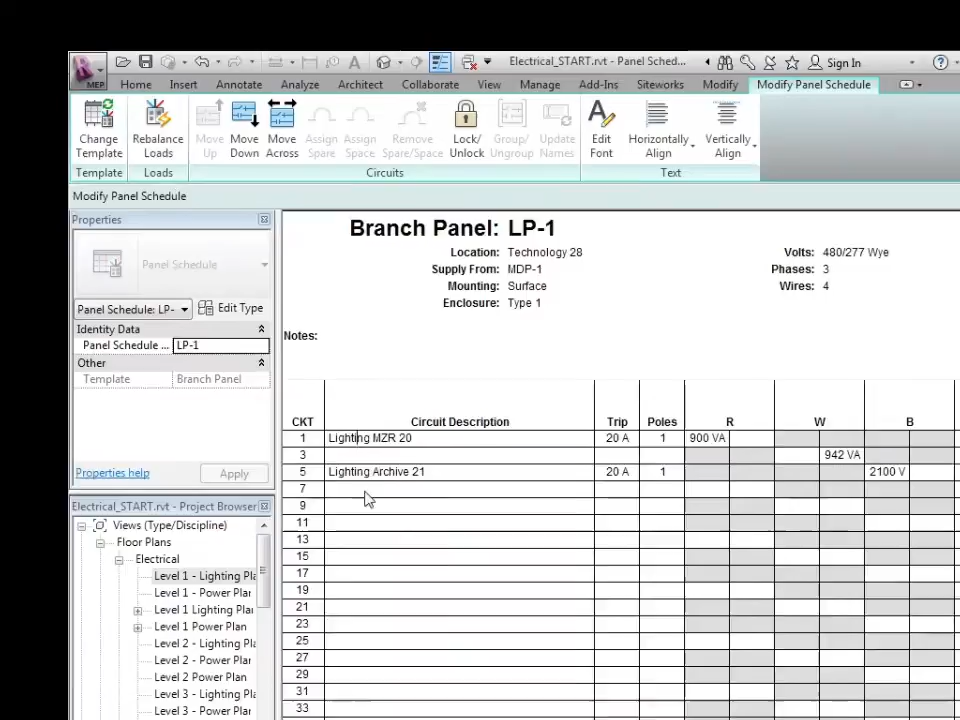 Electrical_START.rvt - Panel Sched...
Sign In
MEP
Home Insert Annotate Analyze Architect Collaborate View Manage Add-Ins Siteworks Modify Modify Panel Schedule
Change Template
Rebalance Loads
Move Up
Move Down
Move Across
Assign Spare
Assign Space
Remove Spare/Space
Lock/ Unlock
Group/ Ungroup
Update Names
Edit Font
Horizontally Align
Vertically Align
Template Loads Circuits Text
Modify Panel Schedule
Properties
Panel Schedule
Panel Schedule: LP- Edit Type
Identity Data
Panel Schedule ... LP-1
Other
Template Branch Panel
Properties help Apply
Electrical_START.rvt - Project Browser
Views (Type/Discipline)
Floor Plans
Electrical
Level 1 - Lighting Pla
Level 1 - Power Plan
Level 1 Lighting Plan
Level 1 Power Plan
Level 2 - Lighting Pla
Level 2 - Power Plan
Level 2 Power Plan
Level 3 - Lighting Pla
Level 3 - Power Plan
Branch Panel: LP-1
Location: Technology 28 Volts: 480/277 Wye
Supply From: MDP-1 Phases: 3
Mounting: Surface Wires: 4
Enclosure: Type 1
Notes:
CKT Circuit Description Trip Poles R W B
1 Lighting MZR 20 20 A 1 900 VA
3 942 VA
5 Lighting Archive 21 20 A 1 2100 V
7
9
11
13
15
17
19
21
23
25
27
29
31
33